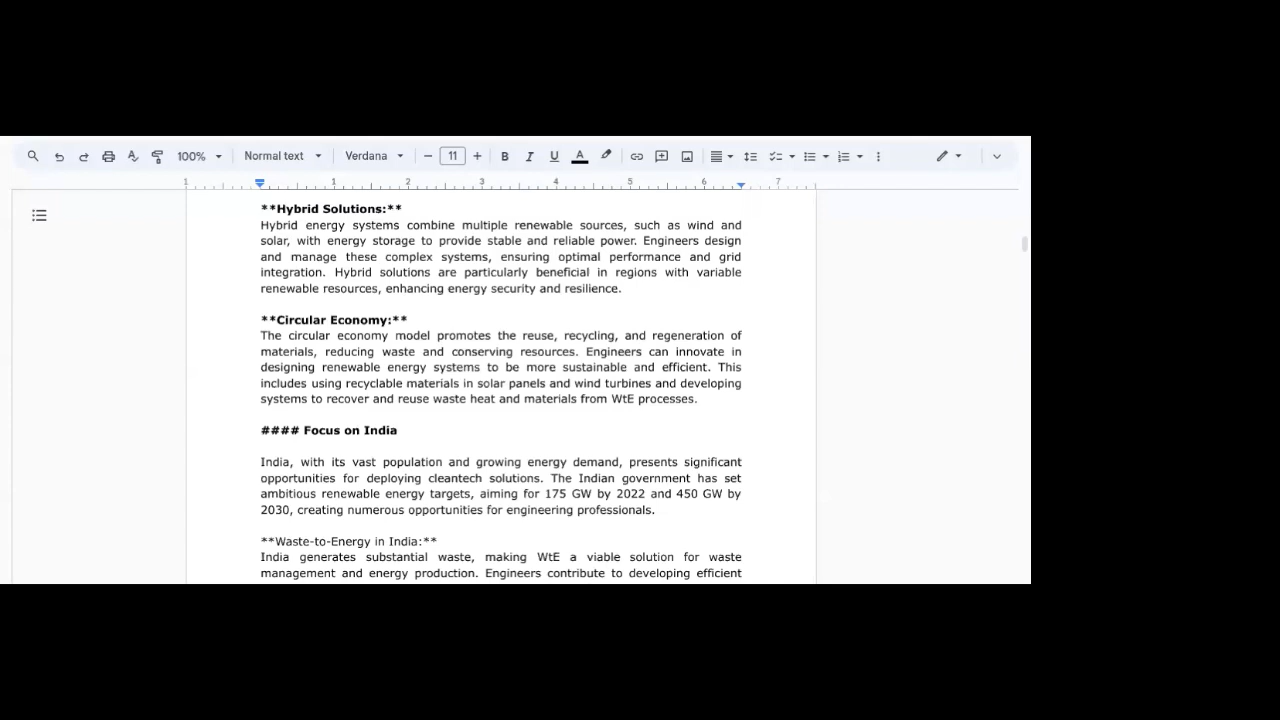 100% Normal text Verdana 11
1 1 2 3 4 5 6 7
**Hybrid Solutions:**
Hybrid energy systems combine multiple renewable sources, such as wind and
solar, with energy storage to provide stable and reliable power. Engineers design
and manage these complex systems, ensuring optimal performance and grid
integration. Hybrid solutions are particularly beneficial in regions with variable
renewable resources, enhancing energy security and resilience.
**Circular Economy:**
The circular economy model promotes the reuse, recycling, and regeneration of
materials, reducing waste and conserving resources. Engineers can innovate in
designing renewable energy systems to be more sustainable and efficient. This
includes using recyclable materials in solar panels and wind turbines and developing
systems to recover and reuse waste heat and materials from WtE processes.
#### Focus on India
India, with its vast population and growing energy demand, presents significant
opportunities for deploying cleantech solutions. The Indian government has set
ambitious renewable energy targets, aiming for 175 GW by 2022 and 450 GW by
2030, creating numerous opportunities for engineering professionals.
**Waste-to-Energy in India:**
India generates substantial waste, making WtE a viable solution for waste
management and energy production. Engineers contribute to developing efficient